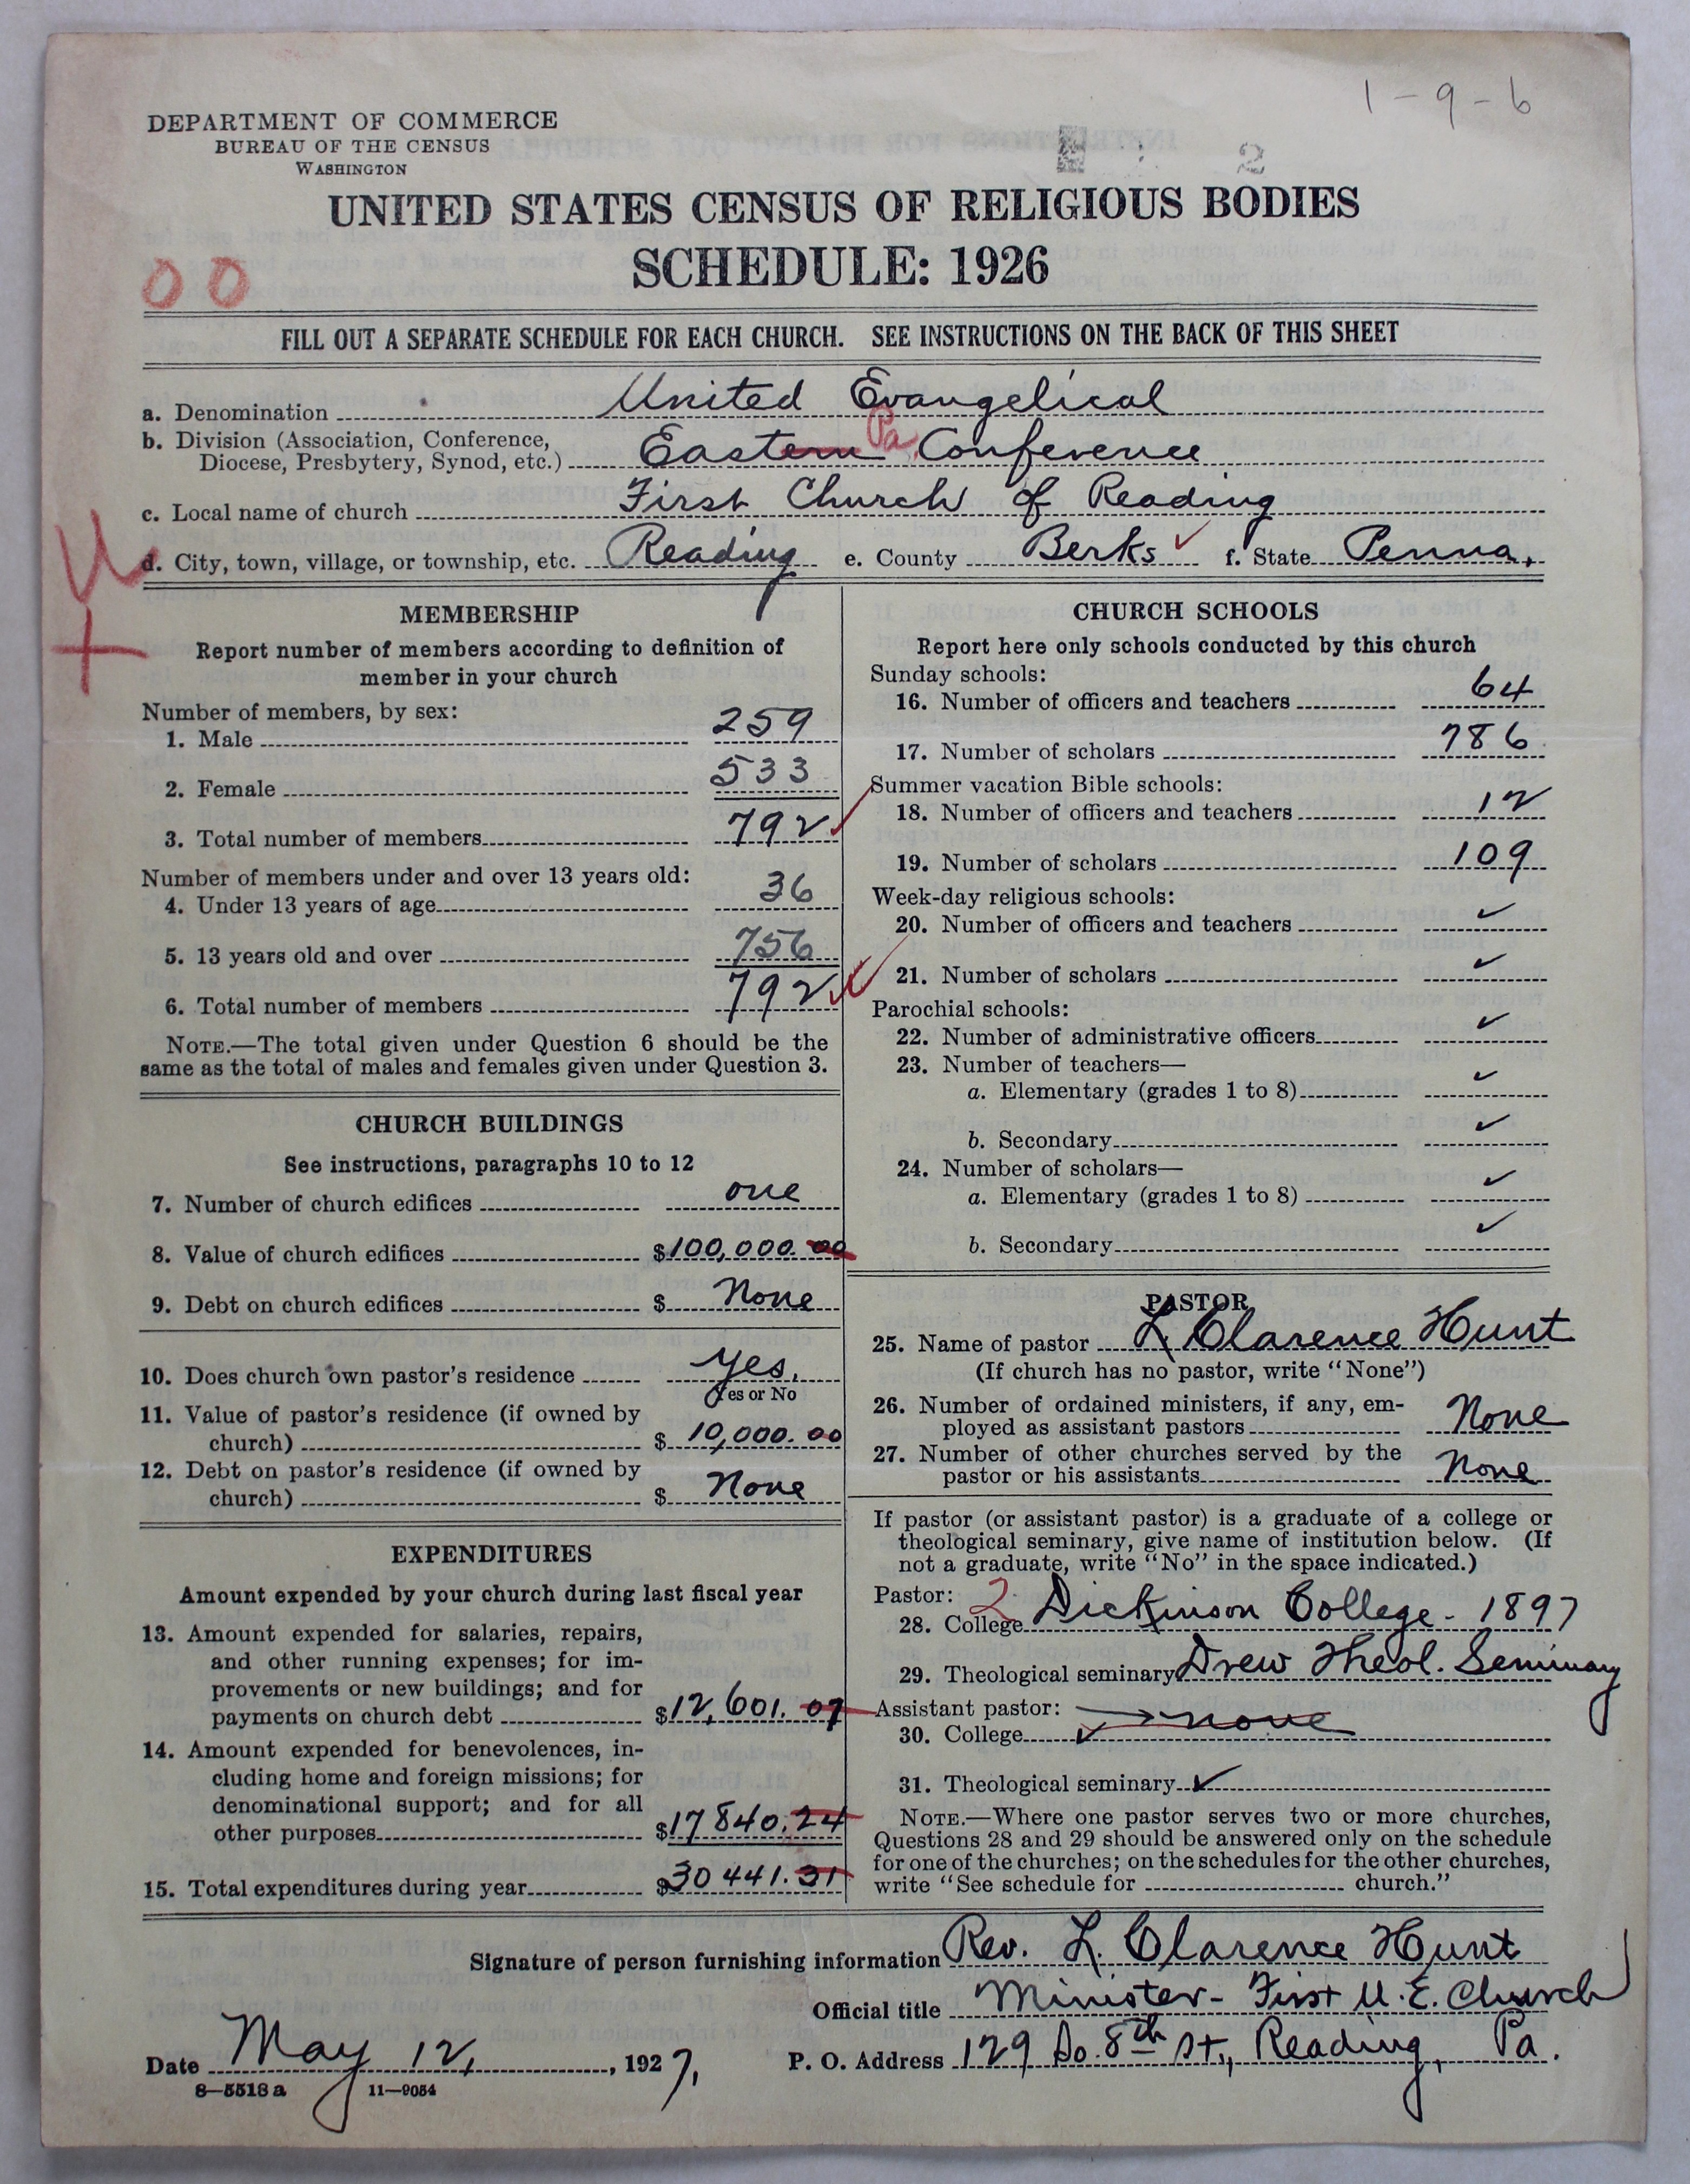 1-9-6
DEPARTMENT OF COMMERCE
BUREAU OF THE CENSUS
WASHINGTON
2
UNITED STATES CENSUS OF RELIGIOUS BODIES
SCHEDULE: 1926
00
FILL OUT A SEPARATE SCHEDULE FOR EACH CHURCH. SEE INSTRUCTIONS ON THE BACK OF THIS SHEET
a. Denomination United Evangelical
b. Division (Association, Conference, Diocese, Presbytery, Synod, etc.) Eastern Pa. Conference
c. Local name of church First Church of Reading
d. City, town, village, or township, etc. Reading e. County Berks ✓ f. State Penna.
MEMBERSHIP
Report number of members according to definition of
member in your church
Number of members, by sex:
1. Male 259
2. Female 533
3. Total number of members 792 ✓
Number of members under and over 13 years old:
4. Under 13 years of age 36
5. 13 years old and over 756
6. Total number of members 792 ✓
NOTE.—The total given under Question 6 should be the
same as the total of males and females given under Question 3.
CHURCH BUILDINGS
See instructions, paragraphs 10 to 12
7. Number of church edifices one
8. Value of church edifices $100,000.00
9. Debt on church edifices $ None
10. Does church own pastor's residence Yes.
Yes or No
11. Value of pastor's residence (if owned by
church) $ 10,000.00
12. Debt on pastor's residence (if owned by
church) $ None
EXPENDITURES
Amount expended by your church during last fiscal year
13. Amount expended for salaries, repairs,
and other running expenses; for im-
provements or new buildings; and for
payments on church debt $12,601.07
14. Amount expended for benevolences, in-
cluding home and foreign missions; for
denominational support; and for all
other purposes $17840.24
15. Total expenditures during year $30441.31
CHURCH SCHOOLS
Report here only schools conducted by this church
Sunday schools:
16. Number of officers and teachers 64
17. Number of scholars 786
Summer vacation Bible schools:
18. Number of officers and teachers 12
19. Number of scholars 109
Week-day religious schools:
20. Number of officers and teachers ✓
21. Number of scholars ✓
Parochial schools:
22. Number of administrative officers ✓
23. Number of teachers—
a. Elementary (grades 1 to 8) ✓
b. Secondary ✓
24. Number of scholars—
a. Elementary (grades 1 to 8) ✓
b. Secondary ✓
PASTOR
25. Name of pastor L. Clarence Hunt
(If church has no pastor, write "None")
26. Number of ordained ministers, if any, em-
ployed as assistant pastors None
27. Number of other churches served by the
pastor or his assistants None
If pastor (or assistant pastor) is a graduate of a college or
theological seminary, give name of institution below. (If
not a graduate, write "No" in the space indicated.)
Pastor: 2
28. College Dickinson College - 1897
29. Theological seminary Drew Theol. Seminary
Assistant pastor: none
30. College ✓
31. Theological seminary ✓
NOTE.—Where one pastor serves two or more churches,
Questions 28 and 29 should be answered only on the schedule
for one of the churches; on the schedules for the other churches,
write "See schedule for church."
Signature of person furnishing information Rev. L. Clarence Hunt
Official title Minister - First U. E. Church
Date May 12, 1927, P. O. Address 129 So. 8th St., Reading, Pa.
8—5518 a 11—9054